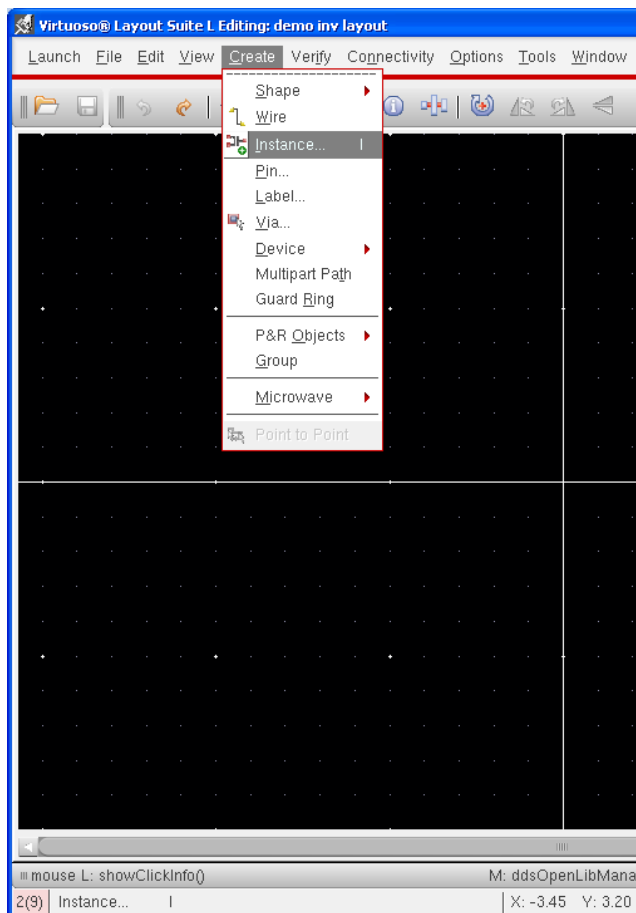 Virtuoso® Layout Suite L Editing: demo inv layout
Launch File Edit View Create Verify Connectivity Options Tools Window
Shape
Wire
Instance... I
Pin...
Label...
Via...
Device
Multipart Path
Guard Ring
P&R Objects
Group
Microwave
Point to Point
mouse L: showClickInfo() M: ddsOpenLibMana
2(9) Instance... I X: -3.45 Y: 3.20